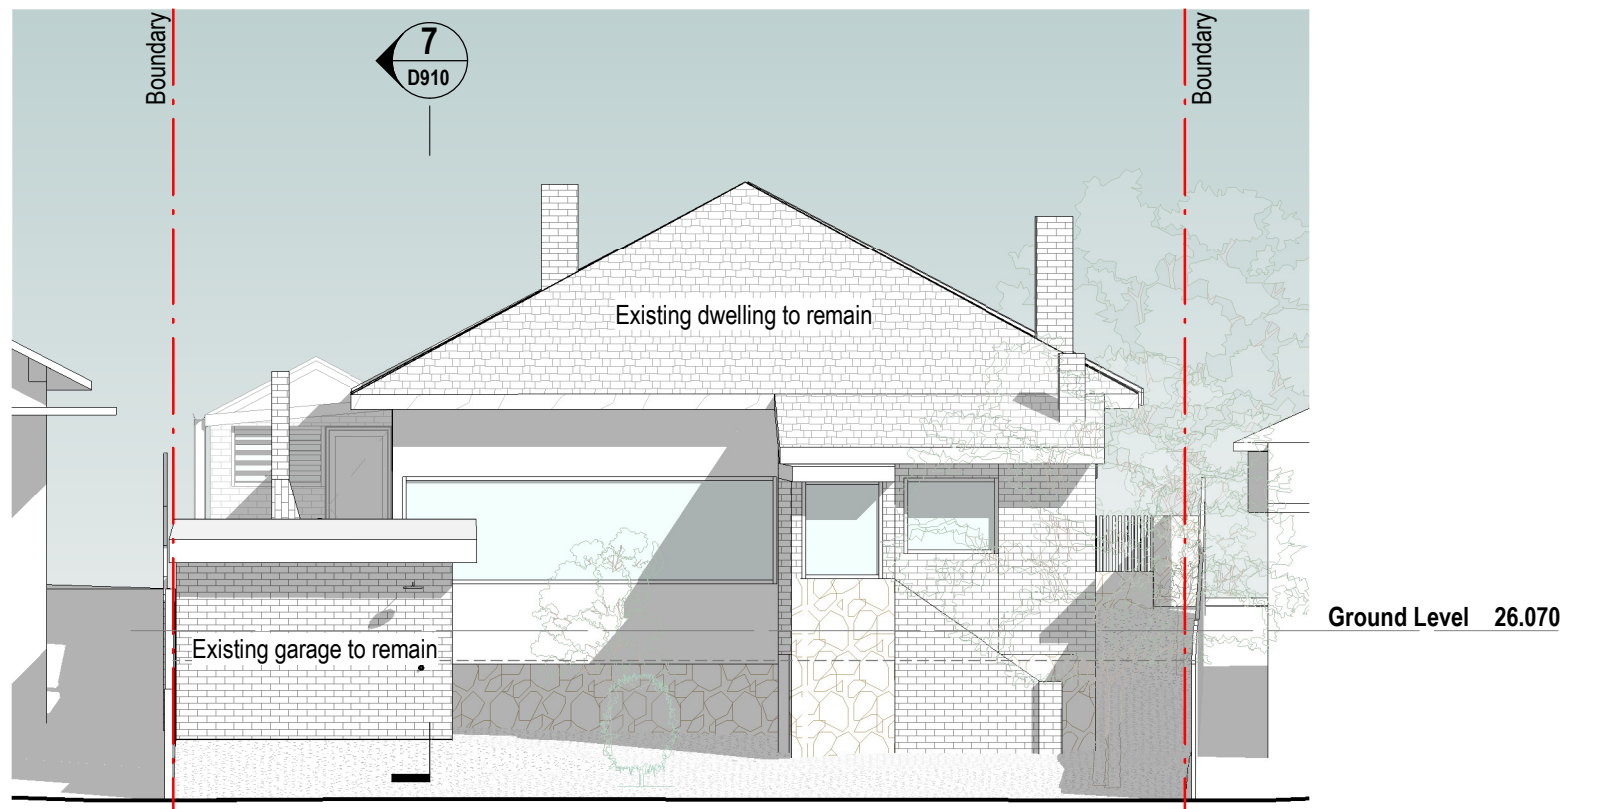 Boundary
7
D910
Boundary
Existing dwelling to remain
Ground Level 26.070
Existing garage to remain